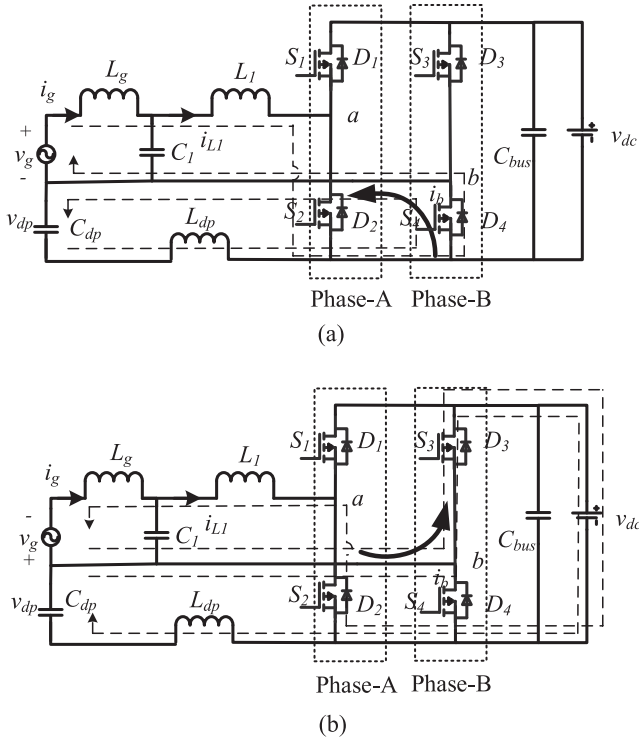 S1 D1 S3 D3
Lg L1
ig
a
iL1
+
vg
-
C1
Cbus
+
-
vdc
b
vdp
Cdp
Ldp
S2 D2 S4 ib D4
Phase-A Phase-B
(a)
S1 D1 S3 D3
Lg L1
ig
a
iL1
-
vg
+
C1
Cbus
+
-
vdc
b
vdp
Cdp
Ldp
S2 D2 S4 ib D4
Phase-A Phase-B
(b)